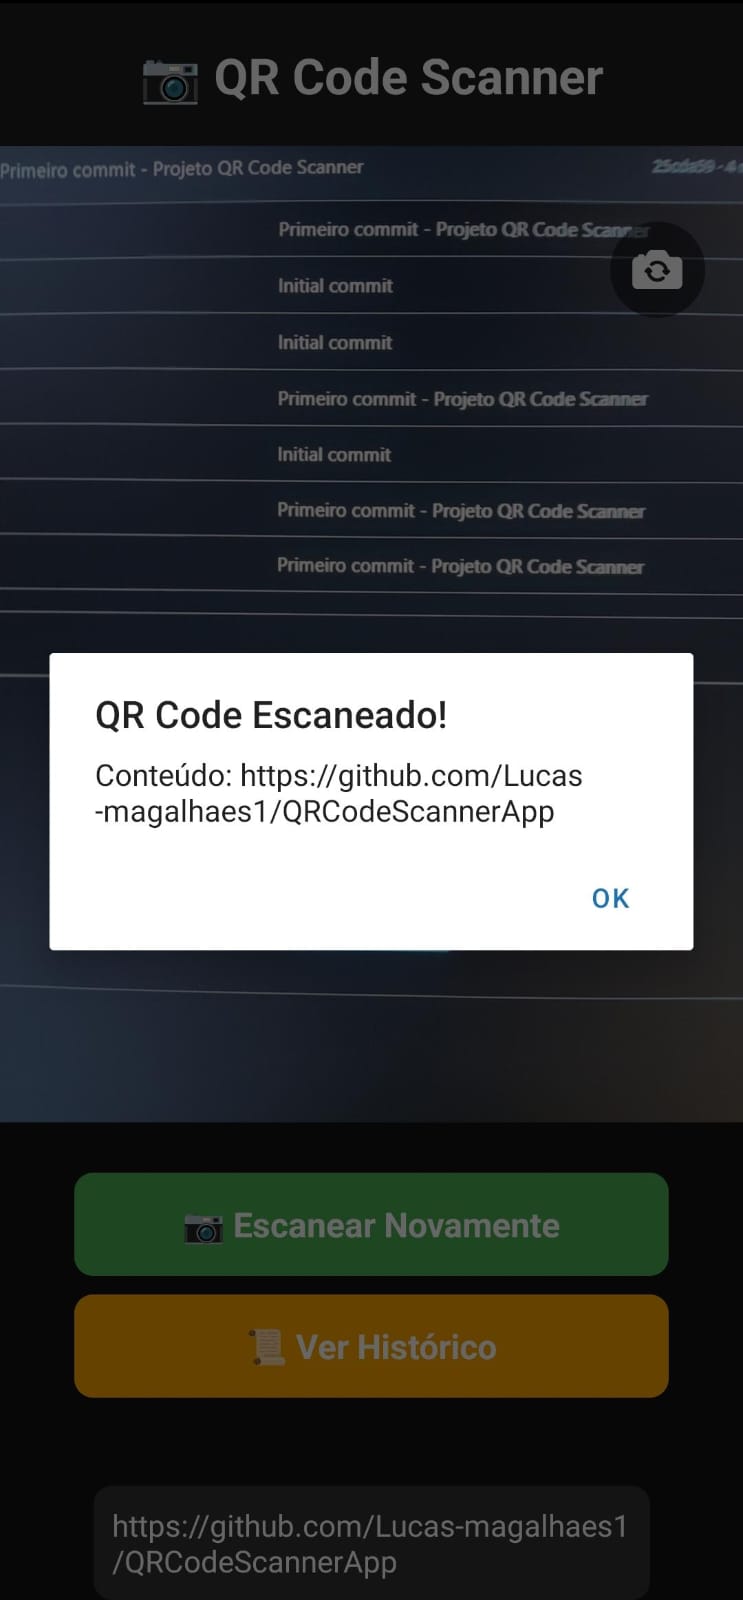 QR Code Scanner
Primeiro commit - Projeto QR Code Scanner
Primeiro commit - Projeto QR Code Scanner
Initial commit
Initial commit
Primeiro commit - Projeto QR Code Scanner
Initial commit
Primeiro commit - Projeto QR Code Scanner
Primeiro commit - Projeto QR Code Scanner
QR Code Escaneado!
Conteúdo: https://github.com/Lucas
-magalhaes1/QRCodeScannerApp
OK
Escanear Novamente
Ver Histórico
https://github.com/Lucas-magalhaes1
/QRCodeScannerApp